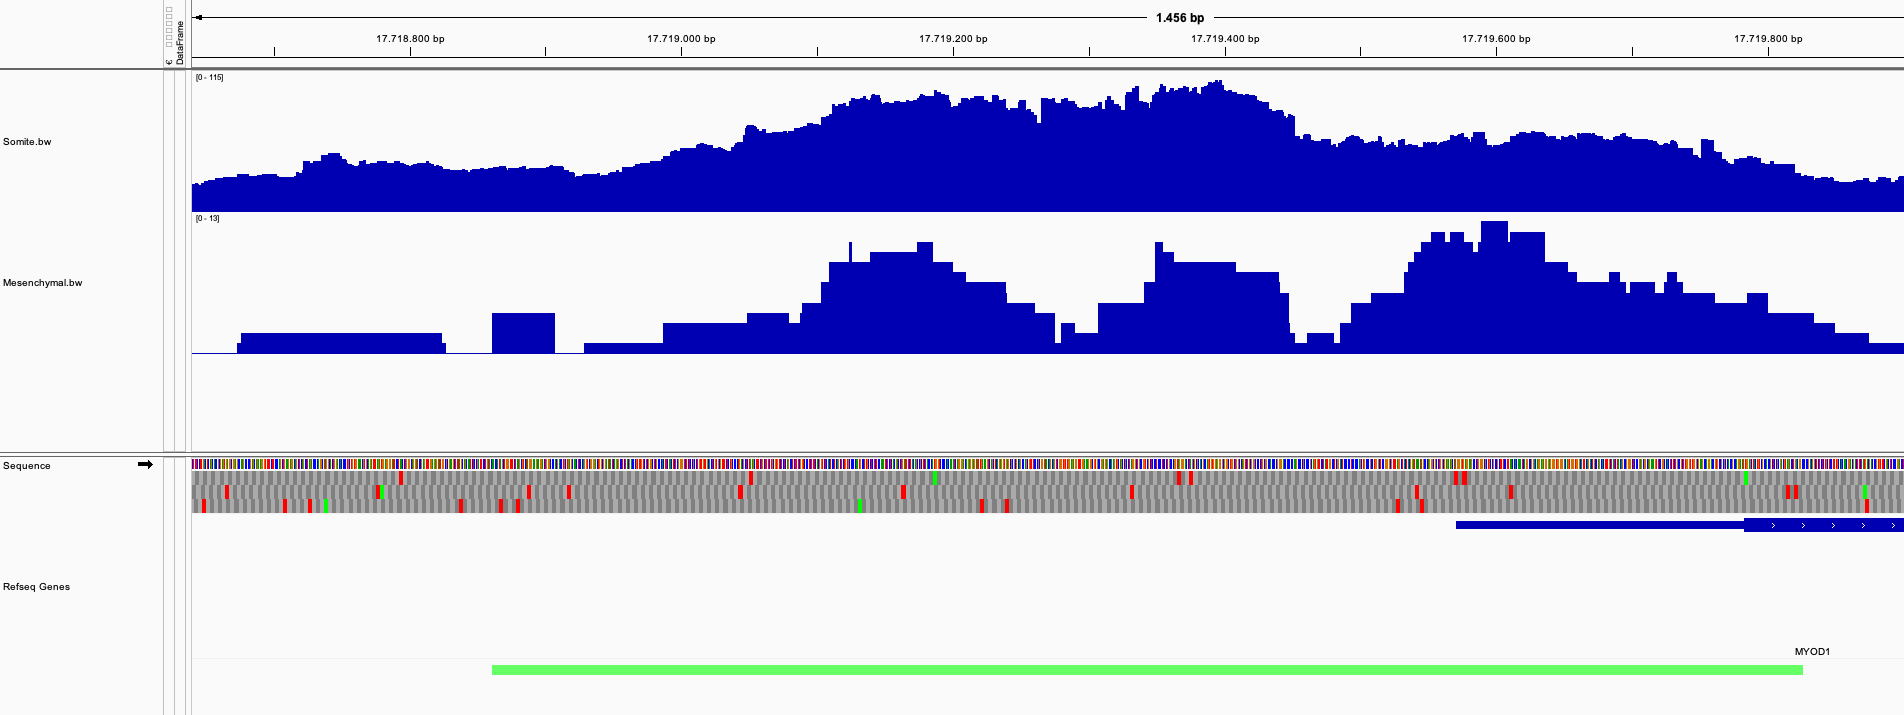 1.456 bp
€ DataFrame
17.718.800 bp 17.719.000 bp 17.719.200 bp 17.719.400 bp 17.719.600 bp 17.719.800 bp
[0 - 115]
Somite.bw
[0 - 13]
Mesenchymal.bw
Sequence
Refseq Genes
MYOD1